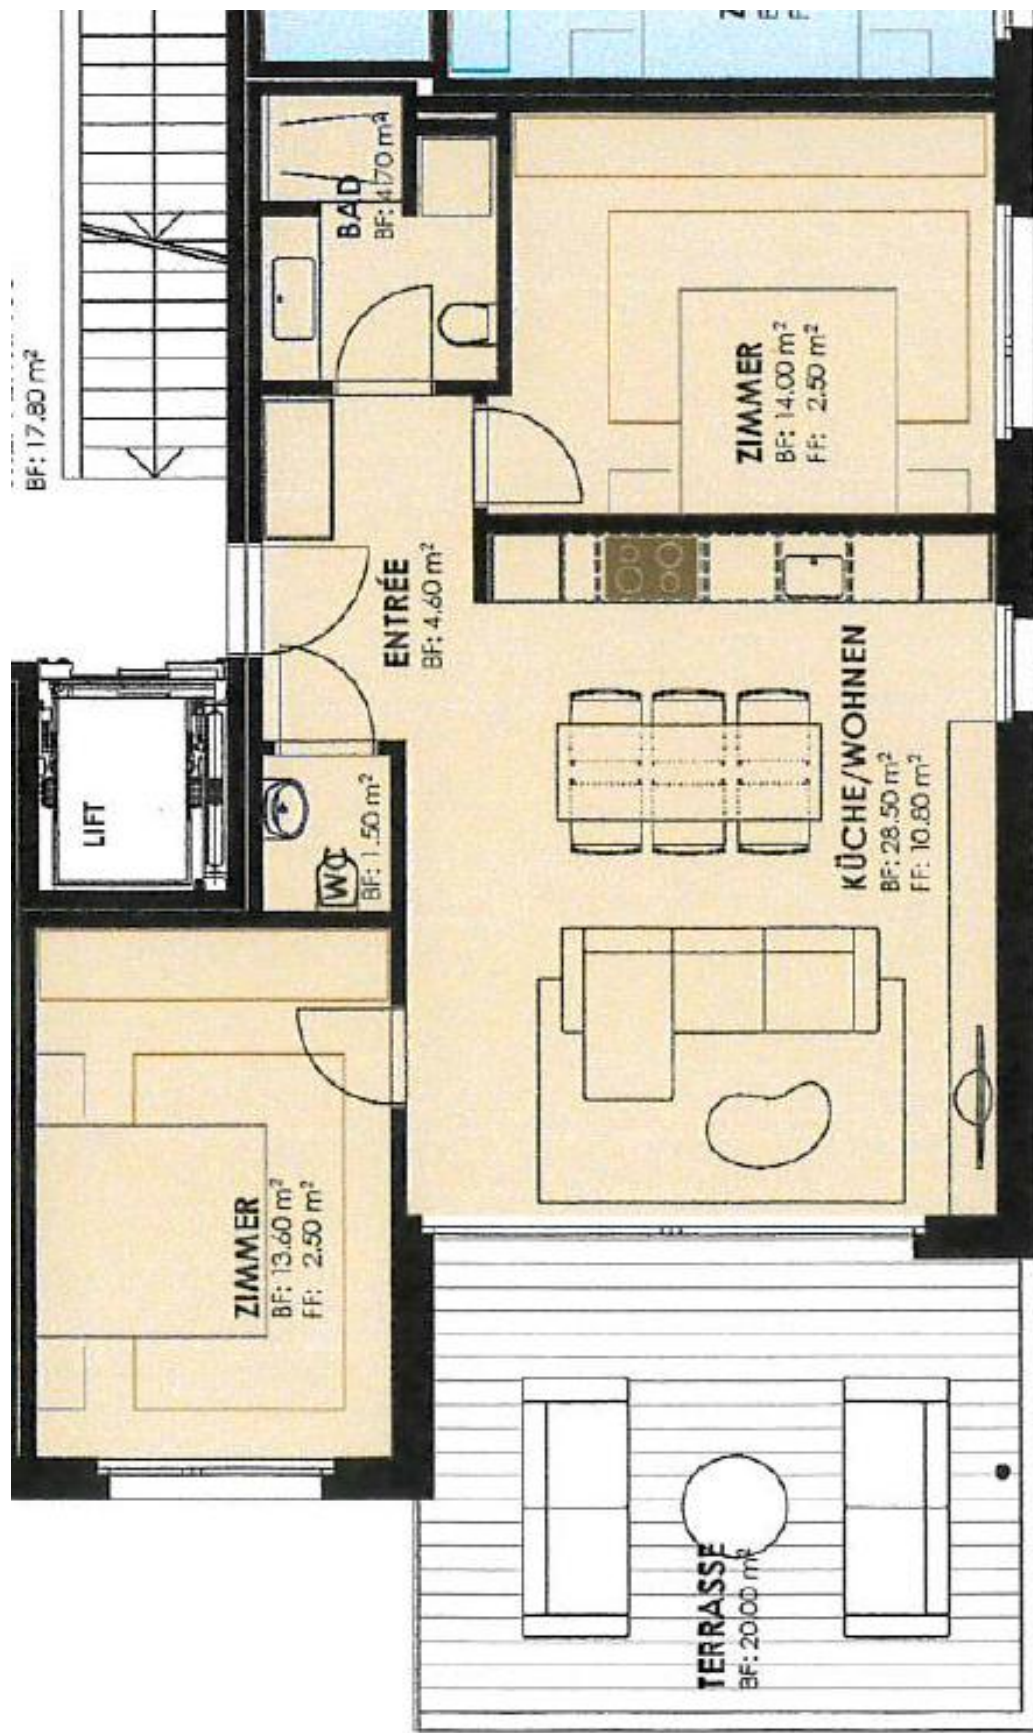 BF: 17.80 m²
BAD
BF: 4.70 m²
ZIMMER
BF: 14.00 m²
FF: 2.50 m²
ENTRÉE
BF: 4.60 m²
KÜCHE/WOHNEN
BF: 28.50 m²
FF: 10.80 m²
LIFT
WC
BF: 1.50 m²
ZIMMER
BF: 13.60 m²
FF: 2.50 m²
TERRASSE
BF: 20.00 m²